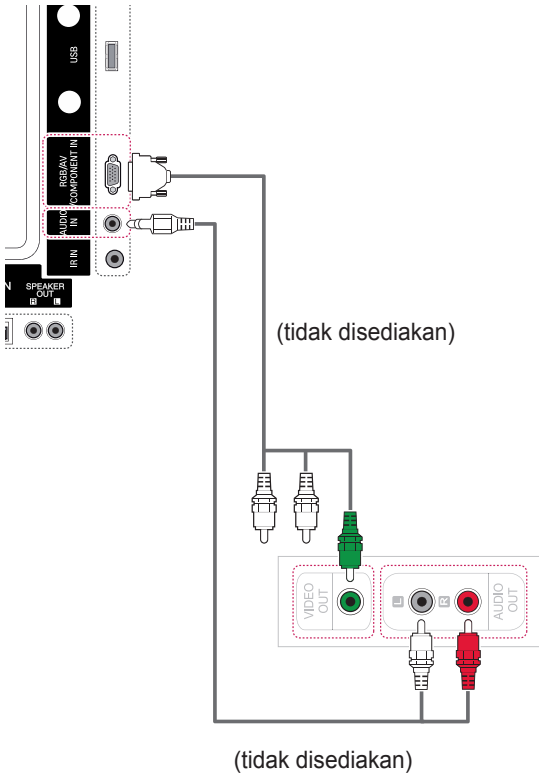 USB
RGB/AV
/COMPONENT IN
AUDIO
IN
IR IN
N
SPEAKER
OUT
R L
(tidak disediakan)
VIDEO
OUT
L R
AUDIO
OUT
(tidak disediakan)